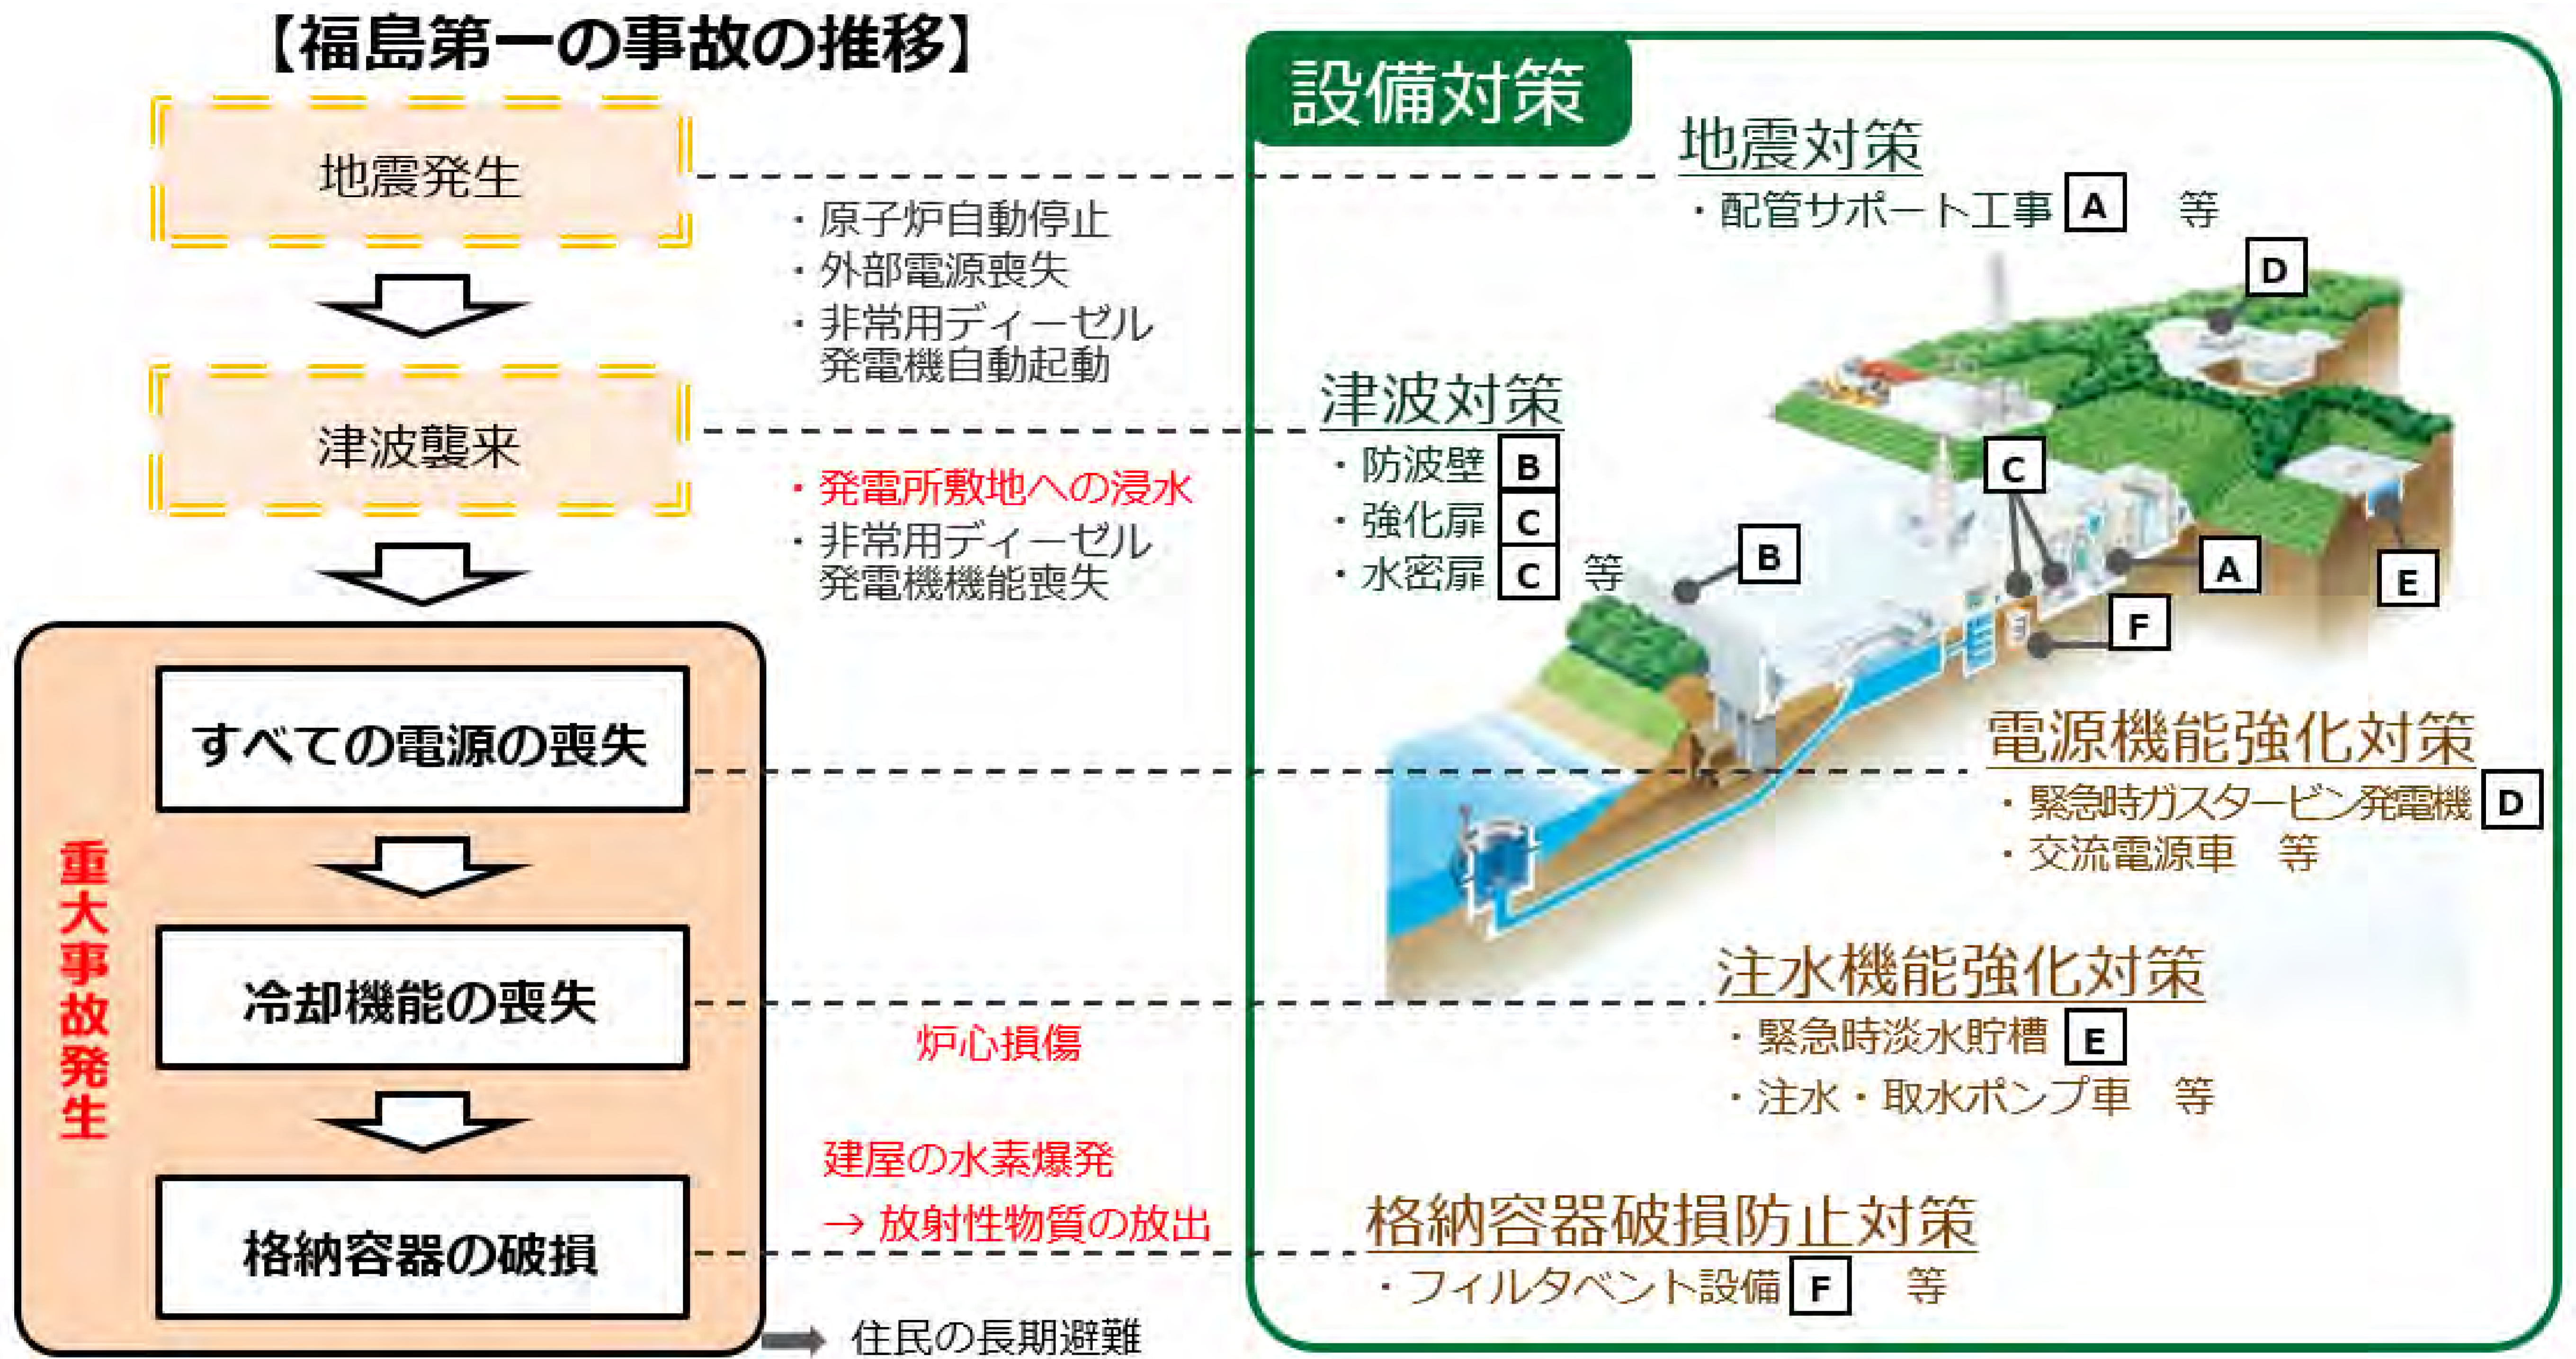 【福島第一の事故の推移】
地震発生
・原子炉自動停止
・外部電源喪失
・非常用ディーゼル
発電機自動起動
津波襲来
・発電所敷地への浸水
・非常用ディーゼル
発電機機能喪失
重大事故発生
すべての電源の喪失
冷却機能の喪失
炉心損傷
建屋の水素爆発
→ 放射性物質の放出
格納容器の破損
住民の長期避難
設備対策
地震対策
・配管サポート工事 A 等
津波対策
・防波壁 B
・強化扉 C
・水密扉 C 等
D
C
B
A
E
F
電源機能強化対策
・緊急時ガスタービン発電機 D
・交流電源車 等
注水機能強化対策
・緊急時淡水貯槽 E
・注水・取水ポンプ車 等
格納容器破損防止対策
・フィルタベント設備 F 等